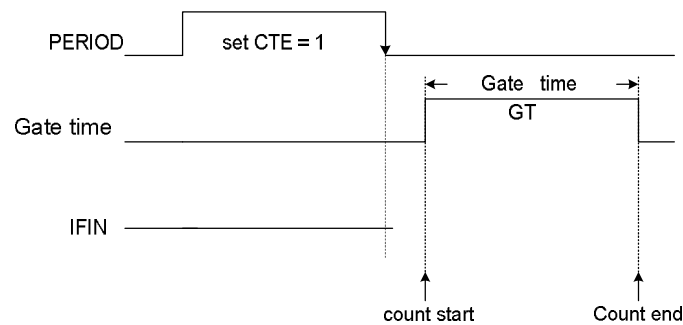 PERIOD
set CTE = 1
Gate time
GT
Gate time
IFIN
count start
Count end